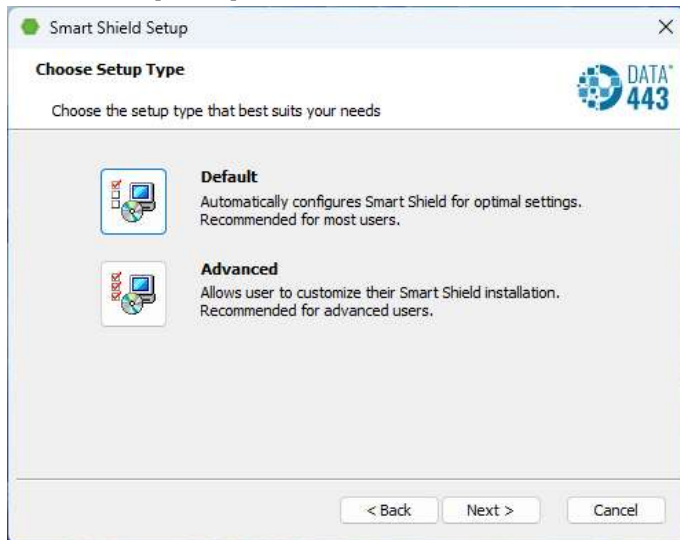 Smart Shield Setup
Choose Setup Type
Choose the setup type that best suits your needs
DATA
443
Default
Automatically configures Smart Shield for optimal settings.
Recommended for most users.
Advanced
Allows user to customize their Smart Shield installation.
Recommended for advanced users.
< Back
Next >
Cancel